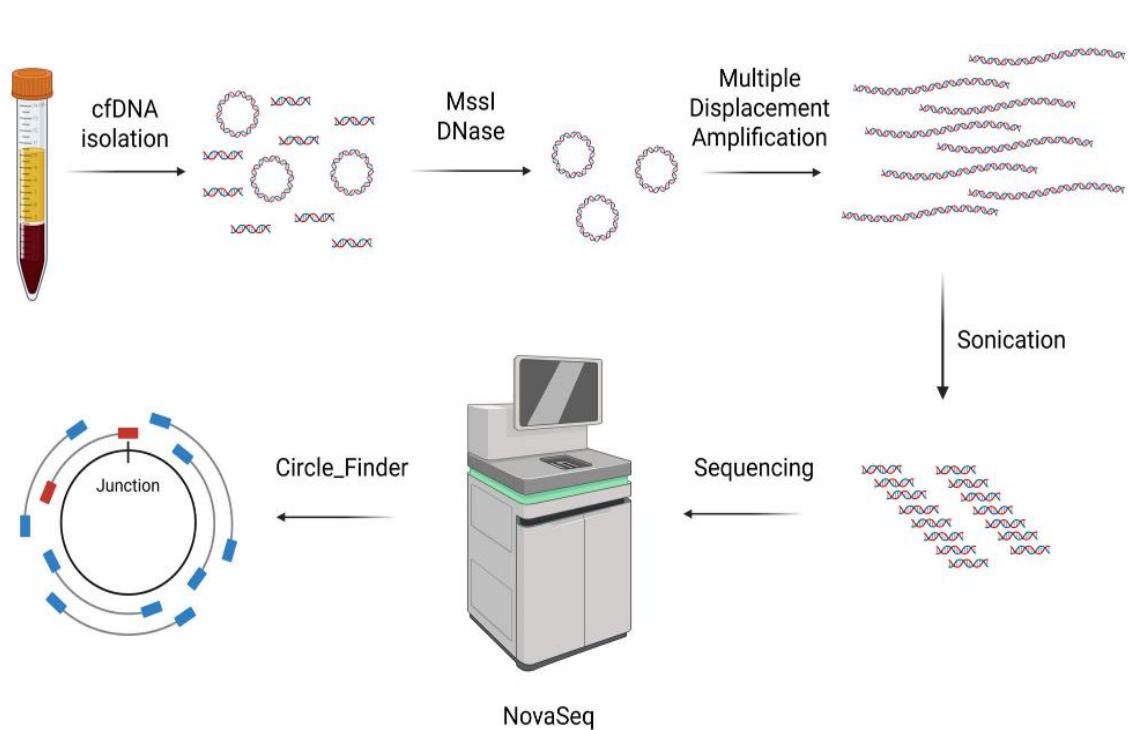 cfDNA
isolation
MssI
DNase
Multiple
Displacement
Amplification
Sonication
Sequencing
Circle_Finder
Junction
NovaSeq